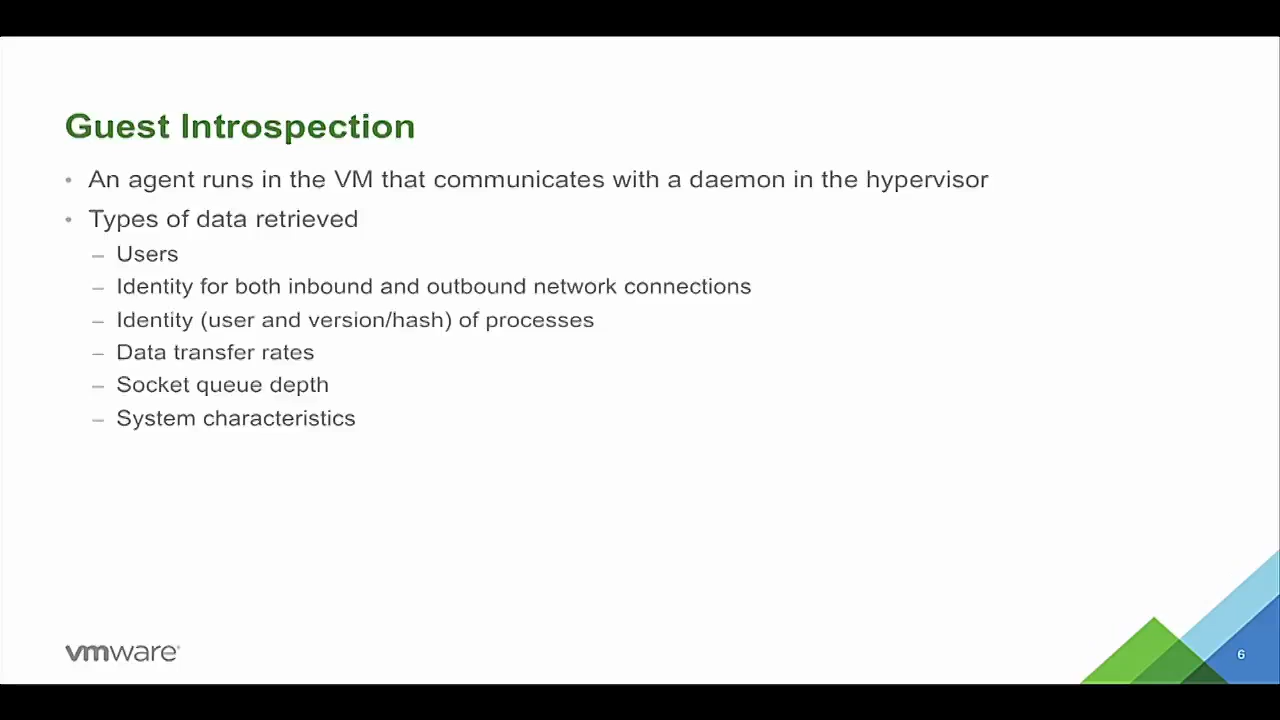 Guest Introspection
• An agent runs in the VM that communicates with a daemon in the hypervisor
• Types of data retrieved
– Users
– Identity for both inbound and outbound network connections
– Identity (user and version/hash) of processes
– Data transfer rates
– Socket queue depth
– System characteristics
vmware
6